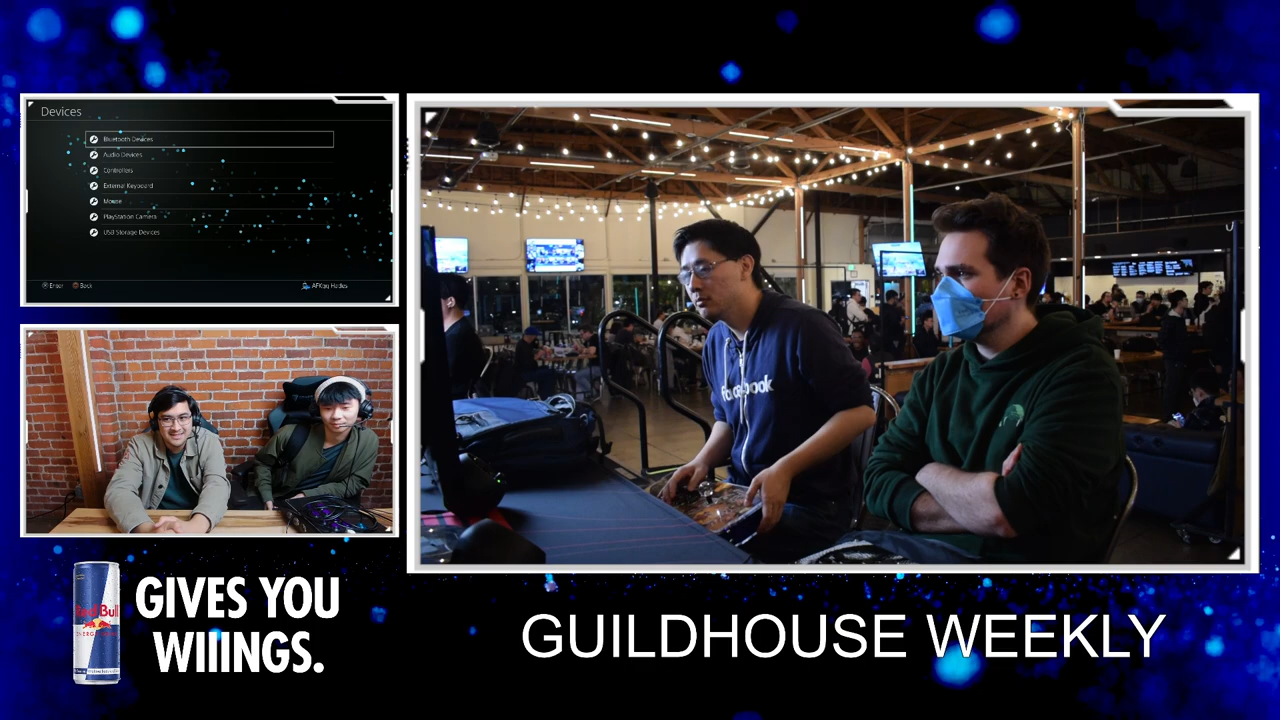 Devices
Bluetooth Devices
Audio Devices
Controllers
External Keyboard
Mouse
PlayStation Camera
USB Storage Devices
Enter
Back
facebook
Red Bull
GIVES YOU
WIIINGS.
GUILDHOUSE WEEKLY